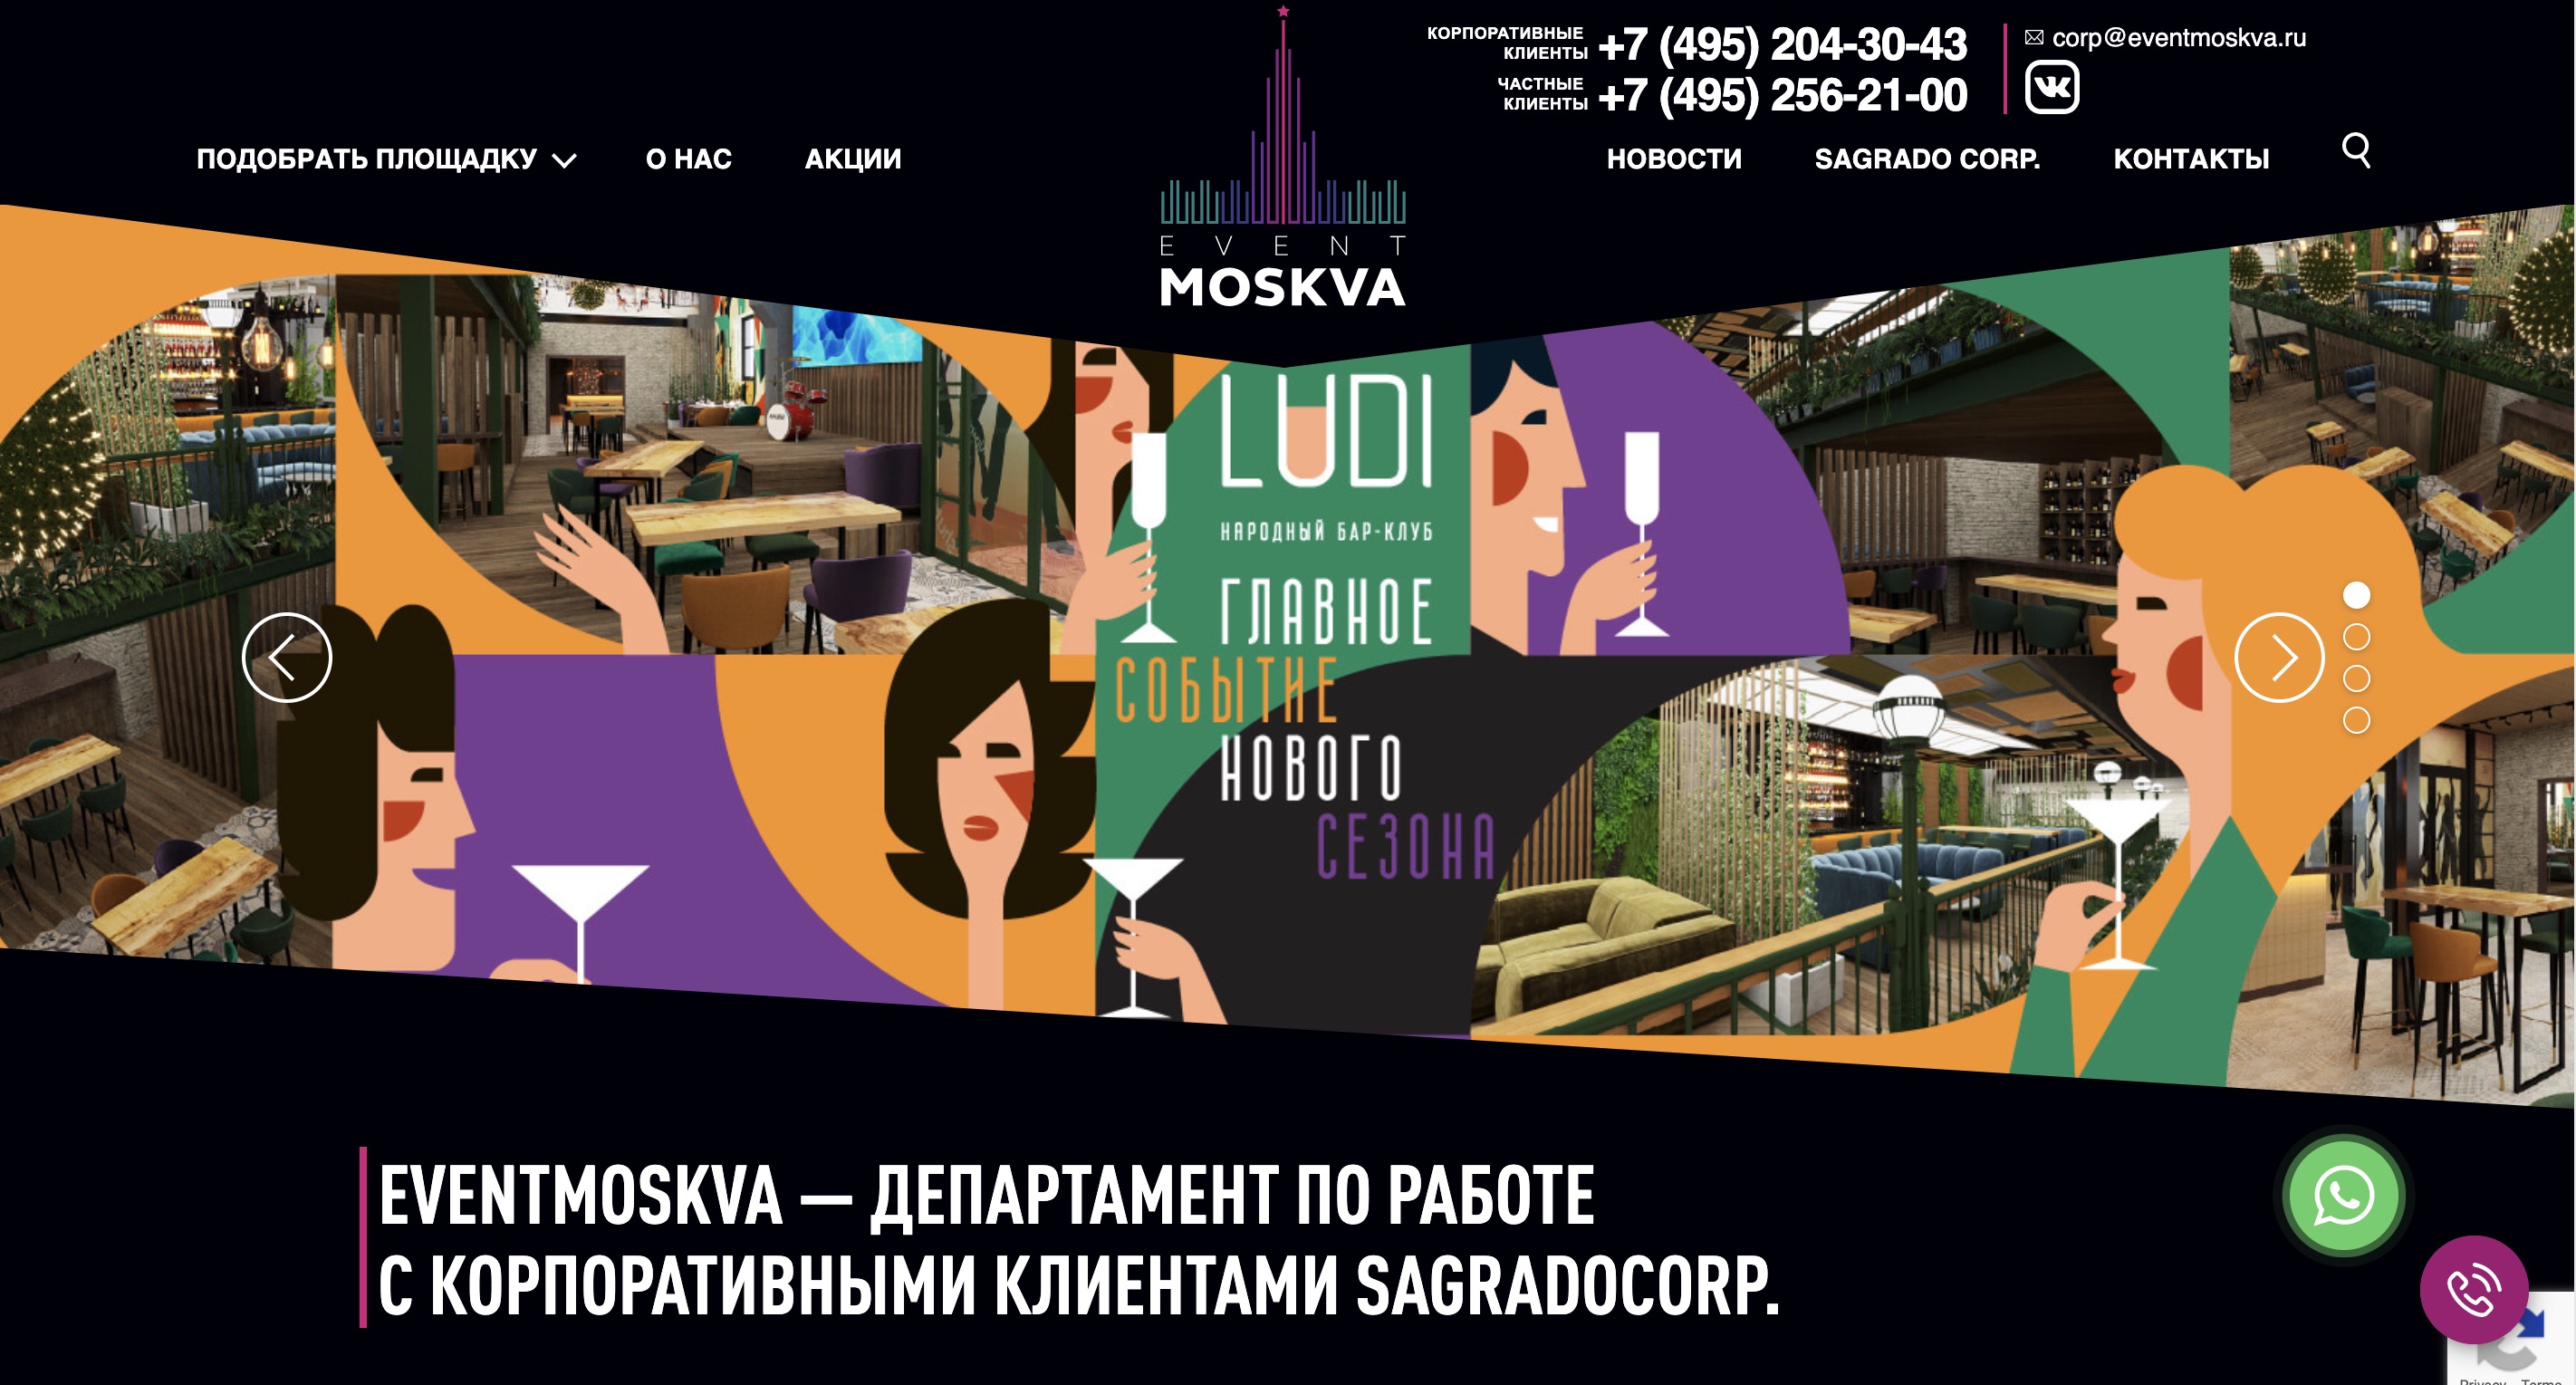 КОРПОРАТИВНЫЕ
КЛИЕНТЫ
+7 (495) 204-30-43
ЧАСТНЫЕ
КЛИЕНТЫ
+7 (495) 256-21-00
corp@eventmoskva.ru
ПОДОБРАТЬ ПЛОЩАДКУ
О НАС
АКЦИИ
EVENT
MOSKVA
НОВОСТИ
SAGRADO CORP.
КОНТАКТЫ
LUDI
НАРОДНЫЙ БАР-КЛУБ
ГЛАВНОЕ
СОБЫТИЕ
НОВОГО
СЕЗОНА
EVENTMOSKVA — ДЕПАРТАМЕНТ ПО РАБОТЕ
С КОРПОРАТИВНЫМИ КЛИЕНТАМИ SAGRADOCORP.